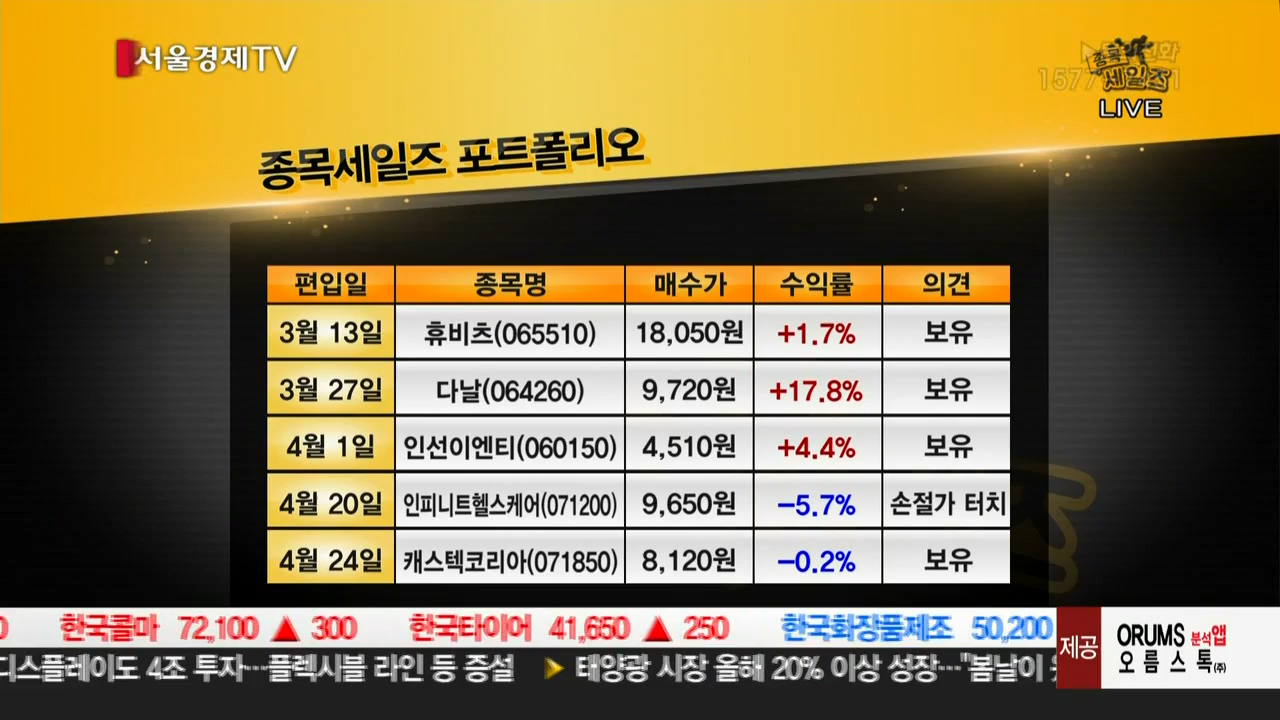 서울경제TV
종목
세일즈
LIVE
종목세일즈 포트폴리오
편입일 종목명 매수가 수익률 의견
3월 13일 휴비츠(065510) 18,050원 +1.7% 보유
3월 27일 다날(064260) 9,720원 +17.8% 보유
4월 1일 인선이엔티(060150) 4,510원 +4.4% 보유
4월 20일 인피니트헬스케어(071200) 9,650원 -5.7% 손절가 터치
4월 24일 캐스텍코리아(071850) 8,120원 -0.2% 보유
0 한국콜마 72,100 ▲ 300 한국타이어 41,650 ▲ 250 한국화장품제조 50,200
제공
ORUMS 분석앱
오름스톡(주)
디스플레이도 4조 투자…플렉시블 라인 등 증설 ▶ 태양광 시장 올해 20% 이상 성장…"봄날이